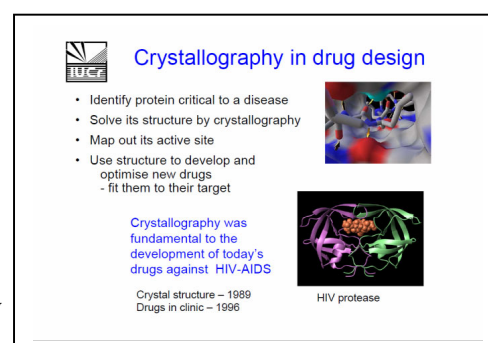 IUCr
Crystallography in drug design
• Identify protein critical to a disease
• Solve its structure by crystallography
• Map out its active site
• Use structure to develop and
optimise new drugs
- fit them to their target
Crystallography was
fundamental to the
development of today's
drugs against HIV-AIDS
Crystal structure – 1989
Drugs in clinic – 1996
HIV protease